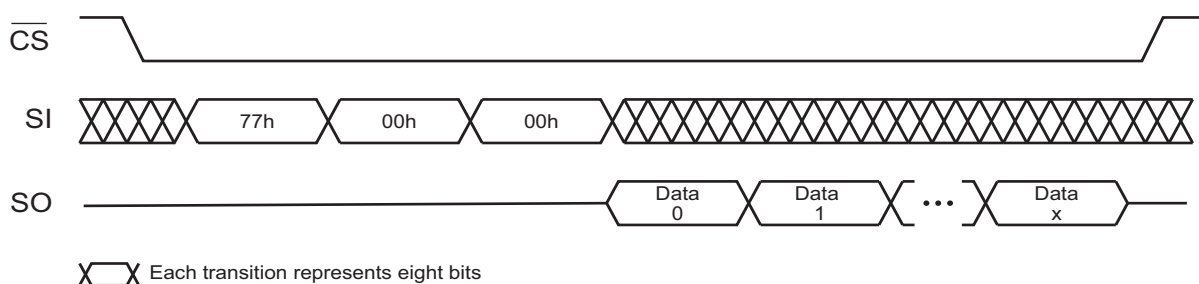 CS
SI
77h
00h
00h
SO
Data
0
Data
1
•••
Data
x
Each transition represents eight bits